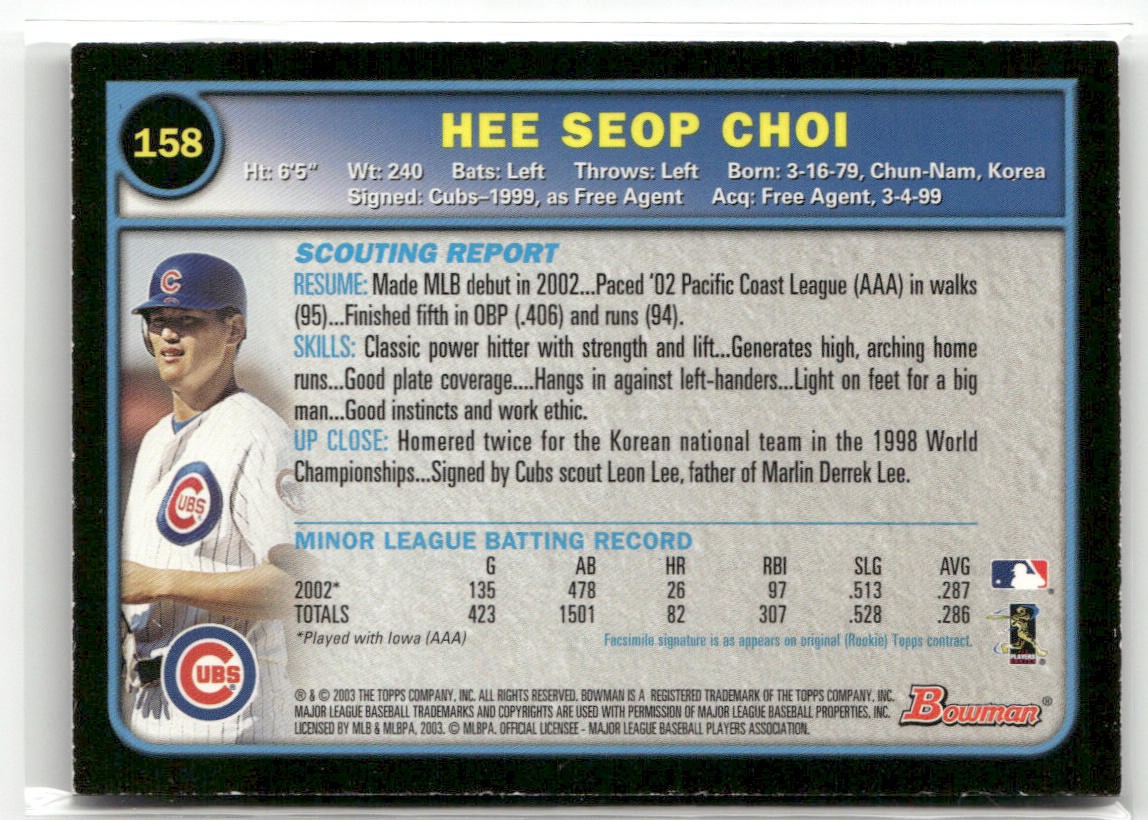 158
HEE SEOP CHOI
Ht: 6'5" Wt: 240 Bats: Left Throws: Left Born: 3-16-79, Chun-Nam, Korea
Signed: Cubs–1999, as Free Agent Acq: Free Agent, 3-4-99
SCOUTING REPORT
RESUME: Made MLB debut in 2002...Paced '02 Pacific Coast League (AAA) in walks
(95)...Finished fifth in OBP (.406) and runs (94).
SKILLS: Classic power hitter with strength and lift...Generates high, arching home
runs...Good plate coverage....Hangs in against left-handers...Light on feet for a big
man...Good instincts and work ethic.
UP CLOSE: Homered twice for the Korean national team in the 1998 World
Championships...Signed by Cubs scout Leon Lee, father of Marlin Derrek Lee.
C
CUBS
MINOR LEAGUE BATTING RECORD
G AB HR RBI SLG AVG
2002* 135 478 26 97 .513 .287
TOTALS 423 1501 82 307 .528 .286
*Played with Iowa (AAA)
Facsimile signature is as appears on original (Rookie) Topps contract.
PLAYERS
CHOICE
CUBS
® & © 2003 THE TOPPS COMPANY, INC. ALL RIGHTS RESERVED. BOWMAN IS A REGISTERED TRADEMARK OF THE TOPPS COMPANY, INC.
MAJOR LEAGUE BASEBALL TRADEMARKS AND COPYRIGHTS ARE USED WITH PERMISSION OF MAJOR LEAGUE BASEBALL PROPERTIES, INC.
LICENSED BY MLB & MLBPA, 2003. © MLBPA. OFFICIAL LICENSEE - MAJOR LEAGUE BASEBALL PLAYERS ASSOCIATION.
Bowman®